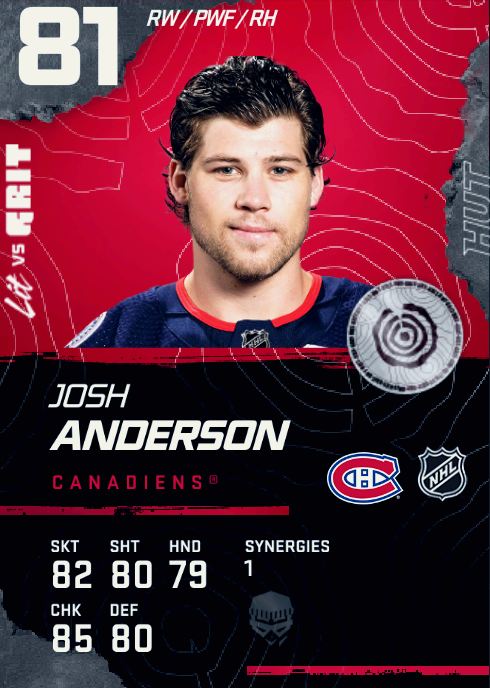 81
RW / PWF / RH
Lit vs GRIT
HUT
JOSH
ANDERSON
CANADIENS®
NHL
SKT SHT HND SYNERGIES
82 80 79 1
CHK DEF
85 80